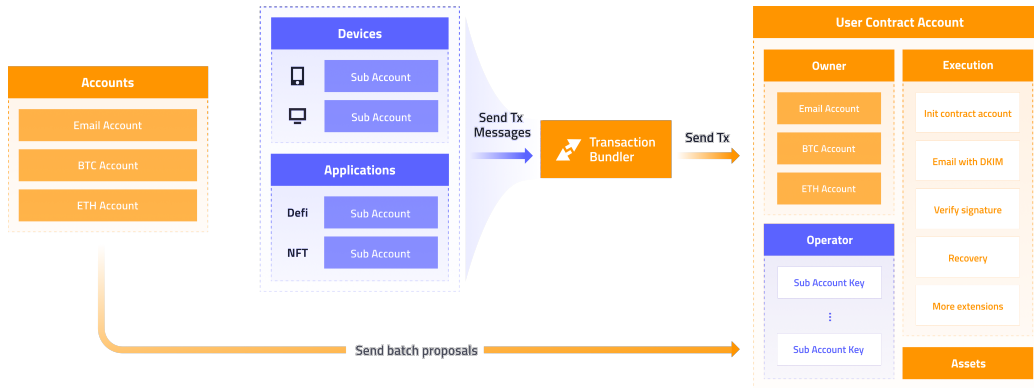 Accounts
Email Account
BTC Account
ETH Account
Devices
Sub Account
Sub Account
Applications
Defi
Sub Account
NFT
Sub Account
Send Tx
Messages
Transaction
Bundler
Send Tx
Send batch proposals
User Contract Account
Owner
Email Account
BTC Account
ETH Account
Operator
Sub Account Key
Sub Account Key
Execution
Init contract account
Email with DKIM
Verify signature
Recovery
More extensions
Assets